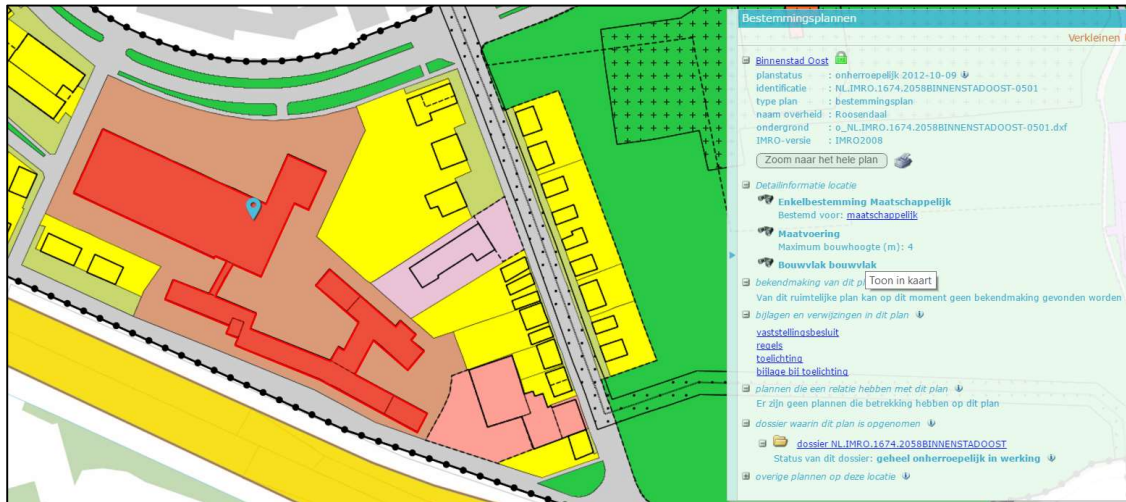 Bestemmingsplannen
Verkleinen
Binnenstad Oost
planstatus : onherroepelijk 2012-10-09
identificatie : NL.IMRO.1674.2058BINNENSTADOOST-0501
type plan : bestemmingsplan
naam overheid : Roosendaal
ondergrond : o_NL.IMRO.1674.2058BINNENSTADOOST-0501.dxf
IMRO-versie : IMRO2008
Zoom naar het hele plan
Detailinformatie locatie
Enkelbestemming Maatschappelijk
Bestemd voor: maatschappelijk
Maatvoering
Maximum bouwhoogte (m): 4
Bouwvlak bouwvlak
Toon in kaart
bekendmaking van dit
Van dit ruimtelijke plan kan op dit moment geen bekendmaking gevonden worden
bijlagen en verwijzingen in dit plan
vaststellingsbesluit
regels
toelichting
bijlage bij toelichting
plannen die een relatie hebben met dit plan
Er zijn geen plannen die betrekking hebben op dit plan
dossier waarin dit plan is opgenomen
dossier NL.IMRO.1674.2058BINNENSTADOOST
Status van dit dossier: geheel onherroepelijk in werking
overige plannen op deze locatie